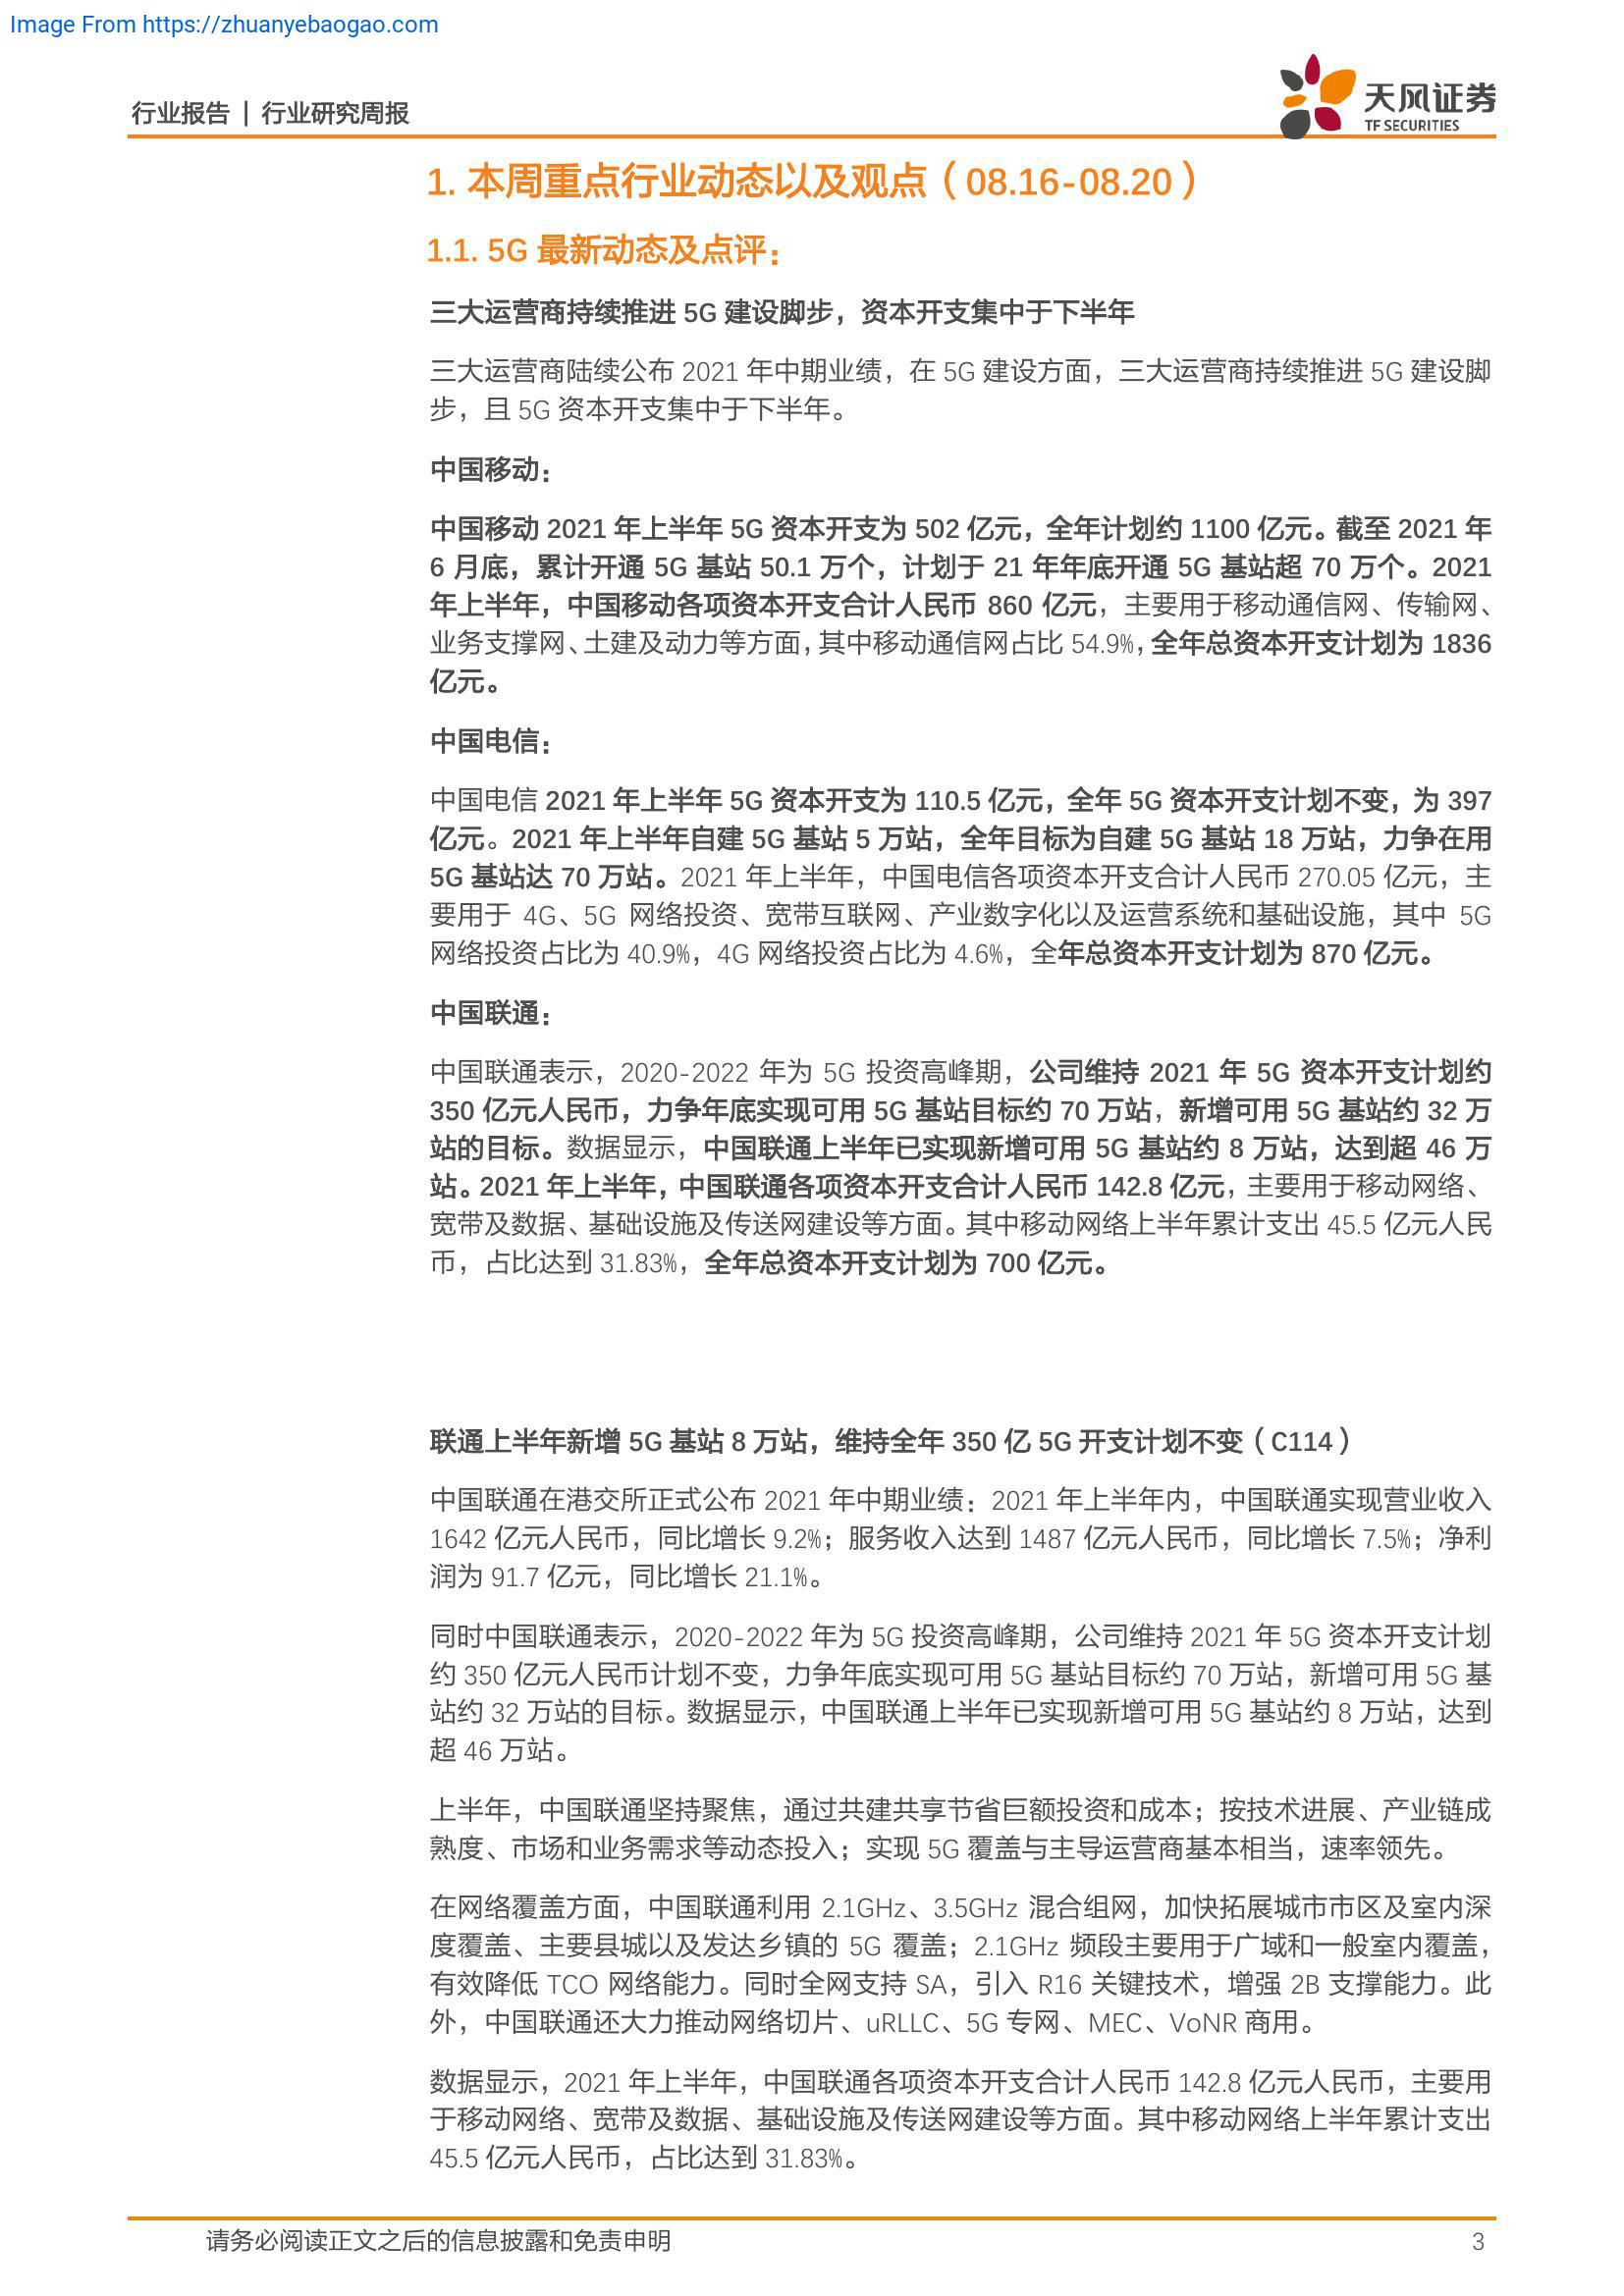 Image From https://zhuanyebaogao.com
行业报告 | 行业研究周报
天风证券
TF SECURITIES
1. 本周重点行业动态以及观点（08.16-08.20）
1.1. 5G 最新动态及点评：
三大运营商持续推进 5G 建设脚步，资本开支集中于下半年
三大运营商陆续公布 2021 年中期业绩，在 5G 建设方面，三大运营商持续推进 5G 建设脚
步，且 5G 资本开支集中于下半年。
中国移动：
中国移动 2021 年上半年 5G 资本开支为 502 亿元，全年计划约 1100 亿元。截至 2021 年
6 月底，累计开通 5G 基站 50.1 万个，计划于 21 年年底开通 5G 基站超 70 万个。2021
年上半年，中国移动各项资本开支合计人民币 860 亿元，主要用于移动通信网、传输网、
业务支撑网、土建及动力等方面，其中移动通信网占比 54.9%，全年总资本开支计划为 1836
亿元。
中国电信：
中国电信 2021 年上半年 5G 资本开支为 110.5 亿元，全年 5G 资本开支计划不变，为 397
亿元。2021 年上半年自建 5G 基站 5 万站，全年目标为自建 5G 基站 18 万站，力争在用
5G 基站达 70 万站。2021 年上半年，中国电信各项资本开支合计人民币 270.05 亿元，主
要用于 4G、5G 网络投资、宽带互联网、产业数字化以及运营系统和基础设施，其中 5G
网络投资占比为 40.9%，4G 网络投资占比为 4.6%，全年总资本开支计划为 870 亿元。
中国联通：
中国联通表示，2020-2022 年为 5G 投资高峰期，公司维持 2021 年 5G 资本开支计划约
350 亿元人民币，力争年底实现可用 5G 基站目标约 70 万站，新增可用 5G 基站约 32 万
站的目标。数据显示，中国联通上半年已实现新增可用 5G 基站约 8 万站，达到超 46 万
站。2021 年上半年，中国联通各项资本开支合计人民币 142.8 亿元，主要用于移动网络、
宽带及数据、基础设施及传送网建设等方面。其中移动网络上半年累计支出 45.5 亿元人民
币，占比达到 31.83%，全年总资本开支计划为 700 亿元。
联通上半年新增 5G 基站 8 万站，维持全年 350 亿 5G 开支计划不变（C114）
中国联通在港交所正式公布 2021 年中期业绩：2021 年上半年内，中国联通实现营业收入
1642 亿元人民币，同比增长 9.2%；服务收入达到 1487 亿元人民币，同比增长 7.5%；净利
润为 91.7 亿元，同比增长 21.1%。
同时中国联通表示，2020-2022 年为 5G 投资高峰期，公司维持 2021 年 5G 资本开支计划
约 350 亿元人民币计划不变，力争年底实现可用 5G 基站目标约 70 万站，新增可用 5G 基
站约 32 万站的目标。数据显示，中国联通上半年已实现新增可用 5G 基站约 8 万站，达到
超 46 万站。
上半年，中国联通坚持聚焦，通过共建共享节省巨额投资和成本；按技术进展、产业链成
熟度、市场和业务需求等动态投入；实现 5G 覆盖与主导运营商基本相当，速率领先。
在网络覆盖方面，中国联通利用 2.1GHz、3.5GHz 混合组网，加快拓展城市市区及室内深
度覆盖、主要县城以及发达乡镇的 5G 覆盖；2.1GHz 频段主要用于广域和一般室内覆盖，
有效降低 TCO 网络能力。同时全网支持 SA，引入 R16 关键技术，增强 2B 支撑能力。此
外，中国联通还大力推动网络切片、uRLLC、5G 专网、MEC、VoNR 商用。
数据显示，2021 年上半年，中国联通各项资本开支合计人民币 142.8 亿元人民币，主要用
于移动网络、宽带及数据、基础设施及传送网建设等方面。其中移动网络上半年累计支出
45.5 亿元人民币，占比达到 31.83%。
请务必阅读正文之后的信息披露和免责申明
3